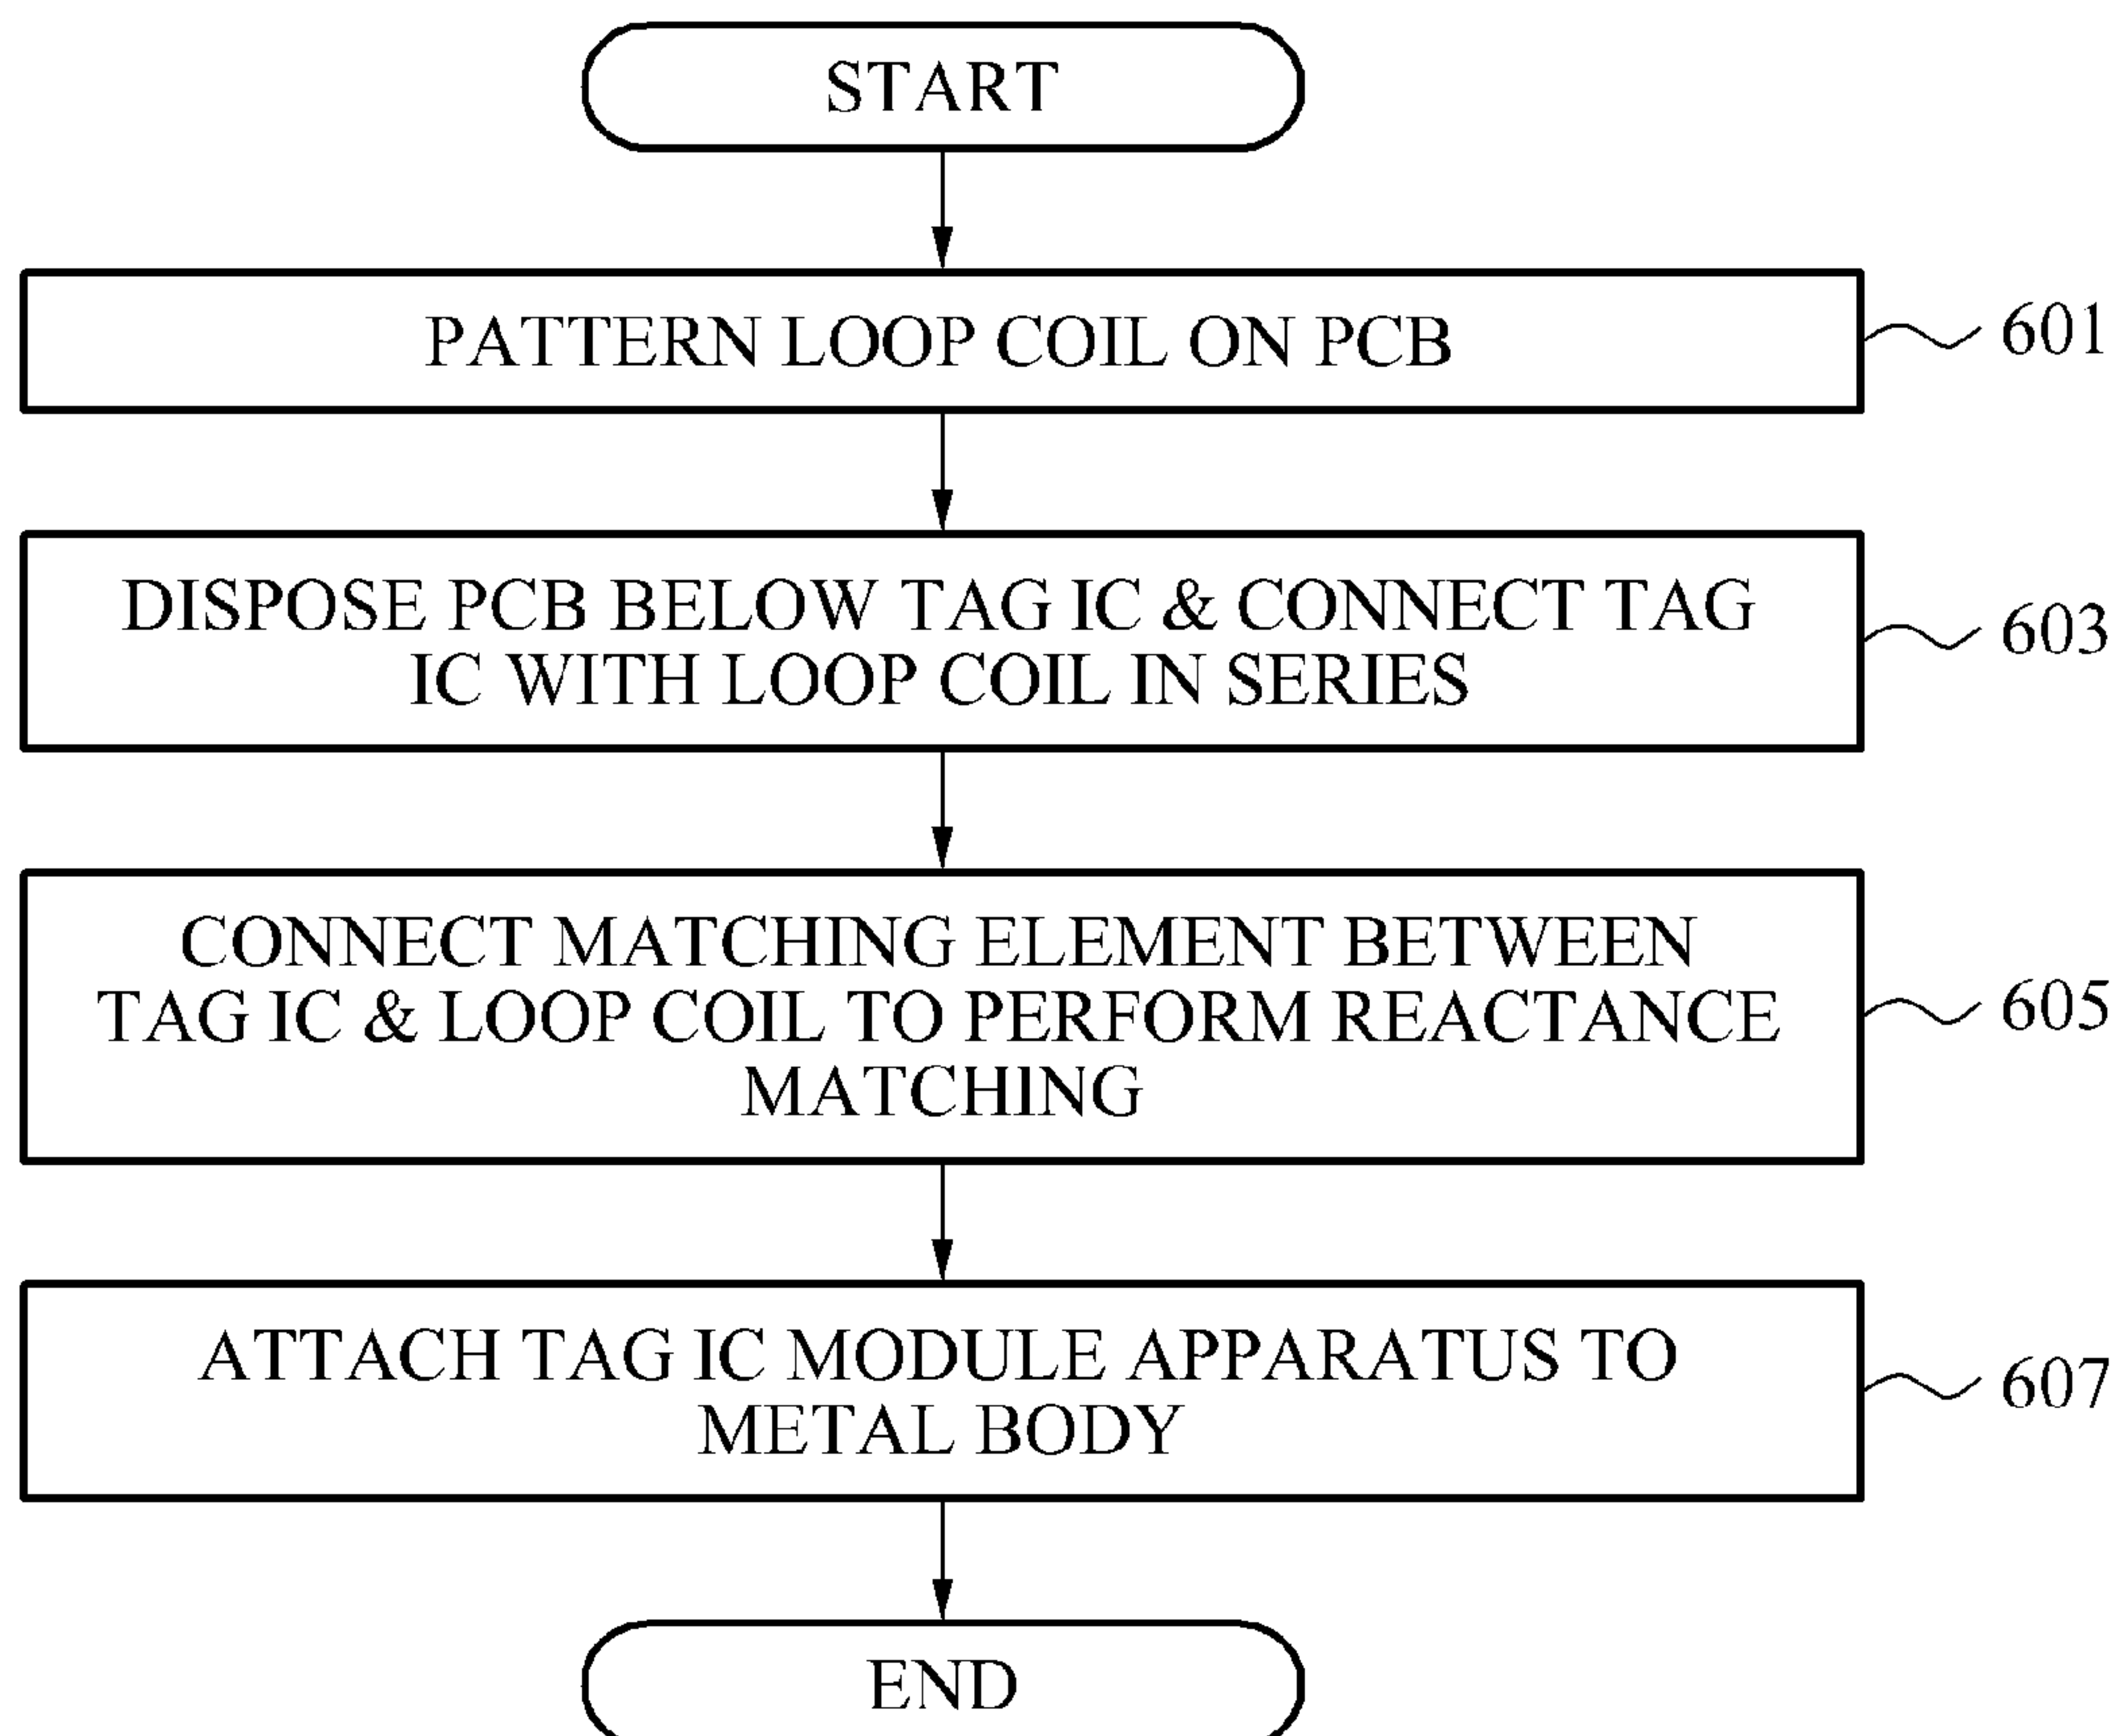 START
PATTERN LOOP COIL ON PCB
601
DISPOSE PCB BELOW TAG IC & CONNECT TAG
IC WITH LOOP COIL IN SERIES
603
CONNECT MATCHING ELEMENT BETWEEN
TAG IC & LOOP COIL TO PERFORM REACTANCE
MATCHING
605
ATTACH TAG IC MODULE APPARATUS TO
METAL BODY
607
END